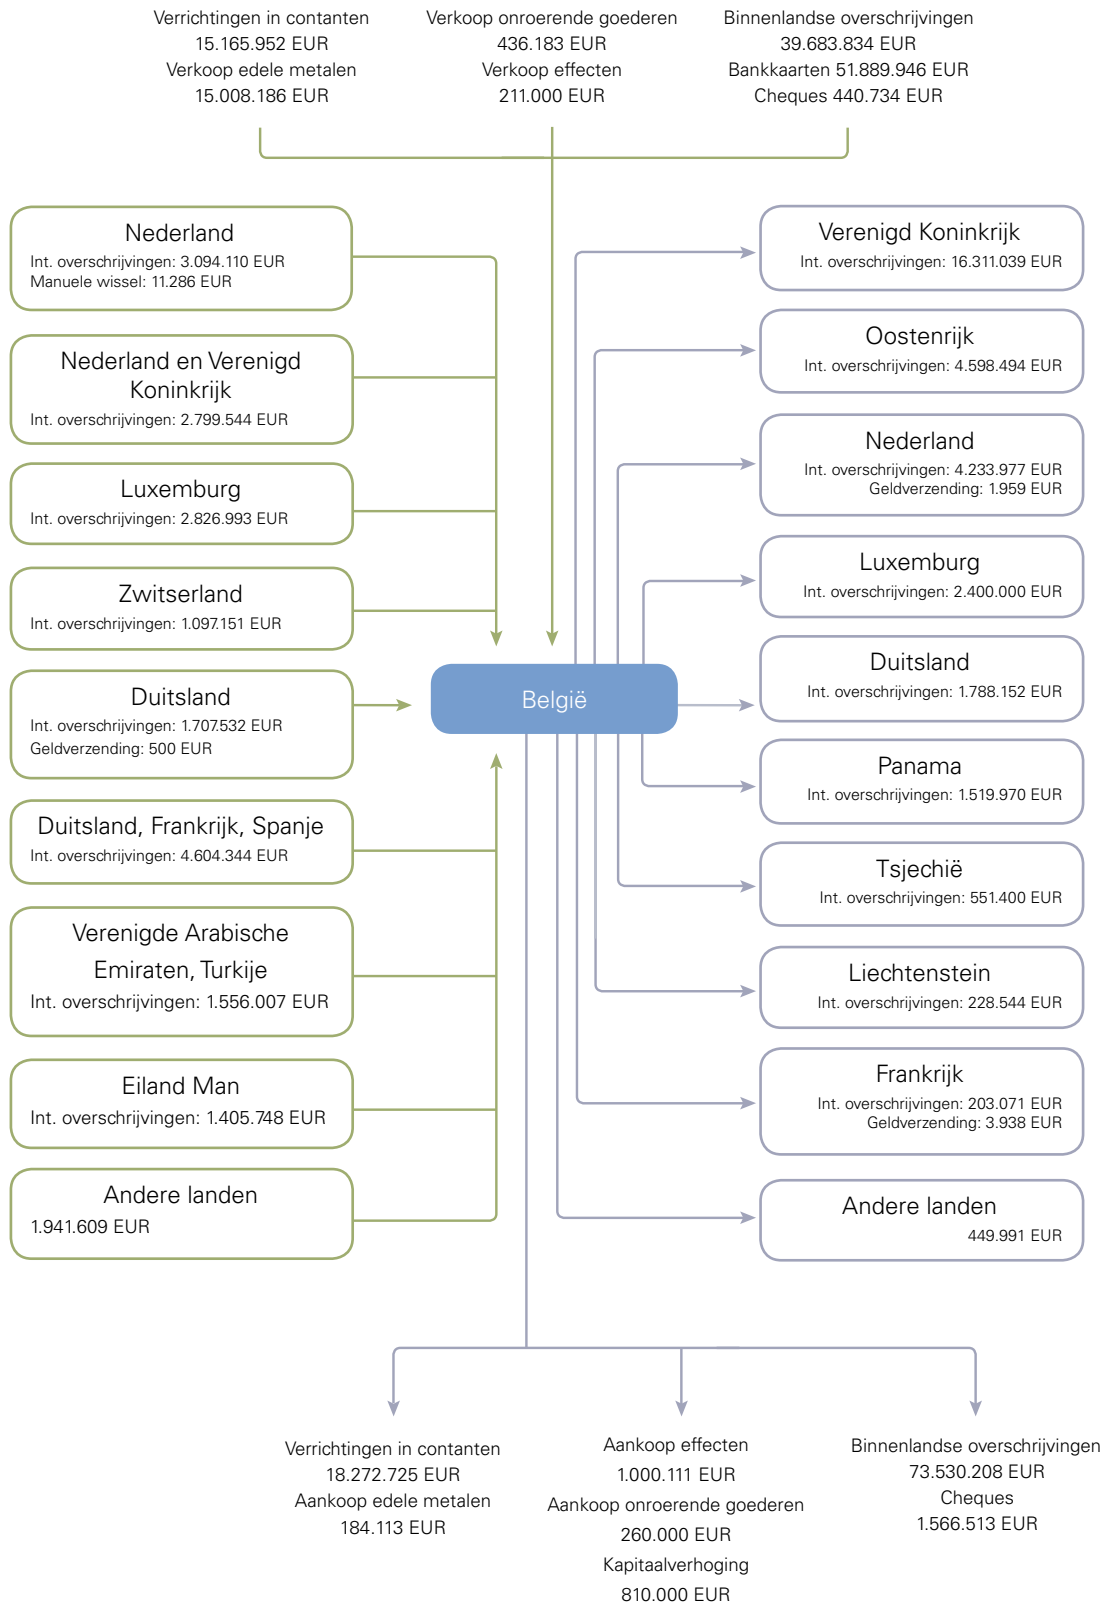 Verrichtingen in contanten
15.165.952 EUR
Verkoop edele metalen
15.008.186 EUR
Verkoop onroerende goederen
436.183 EUR
Verkoop effecten
211.000 EUR
Binnenlandse overschrijvingen
39.683.834 EUR
Bankkaarten 51.889.946 EUR
Cheques 440.734 EUR
Nederland
Int. overschrijvingen: 3.094.110 EUR
Manuele wissel: 11.286 EUR
Nederland en Verenigd
Koninkrijk
Int. overschrijvingen: 2.799.544 EUR
Luxemburg
Int. overschrijvingen: 2.826.993 EUR
Zwitserland
Int. overschrijvingen: 1.097.151 EUR
Duitsland
Int. overschrijvingen: 1.707.532 EUR
Geldverzending: 500 EUR
Duitsland, Frankrijk, Spanje
Int. overschrijvingen: 4.604.344 EUR
Verenigde Arabische
Emiraten, Turkije
Int. overschrijvingen: 1.556.007 EUR
Eiland Man
Int. overschrijvingen: 1.405.748 EUR
Andere landen
1.941.609 EUR
België
Verenigd Koninkrijk
Int. overschrijvingen: 16.311.039 EUR
Oostenrijk
Int. overschrijvingen: 4.598.494 EUR
Nederland
Int. overschrijvingen: 4.233.977 EUR
Geldverzending: 1.959 EUR
Luxemburg
Int. overschrijvingen: 2.400.000 EUR
Duitsland
Int. overschrijvingen: 1.788.152 EUR
Panama
Int. overschrijvingen: 1.519.970 EUR
Tsjechië
Int. overschrijvingen: 551.400 EUR
Liechtenstein
Int. overschrijvingen: 228.544 EUR
Frankrijk
Int. overschrijvingen: 203.071 EUR
Geldverzending: 3.938 EUR
Andere landen
449.991 EUR
Verrichtingen in contanten
18.272.725 EUR
Aankoop edele metalen
184.113 EUR
Aankoop effecten
1.000.111 EUR
Aankoop onroerende goederen
260.000 EUR
Kapitaalverhoging
810.000 EUR
Binnenlandse overschrijvingen
73.530.208 EUR
Cheques
1.566.513 EUR